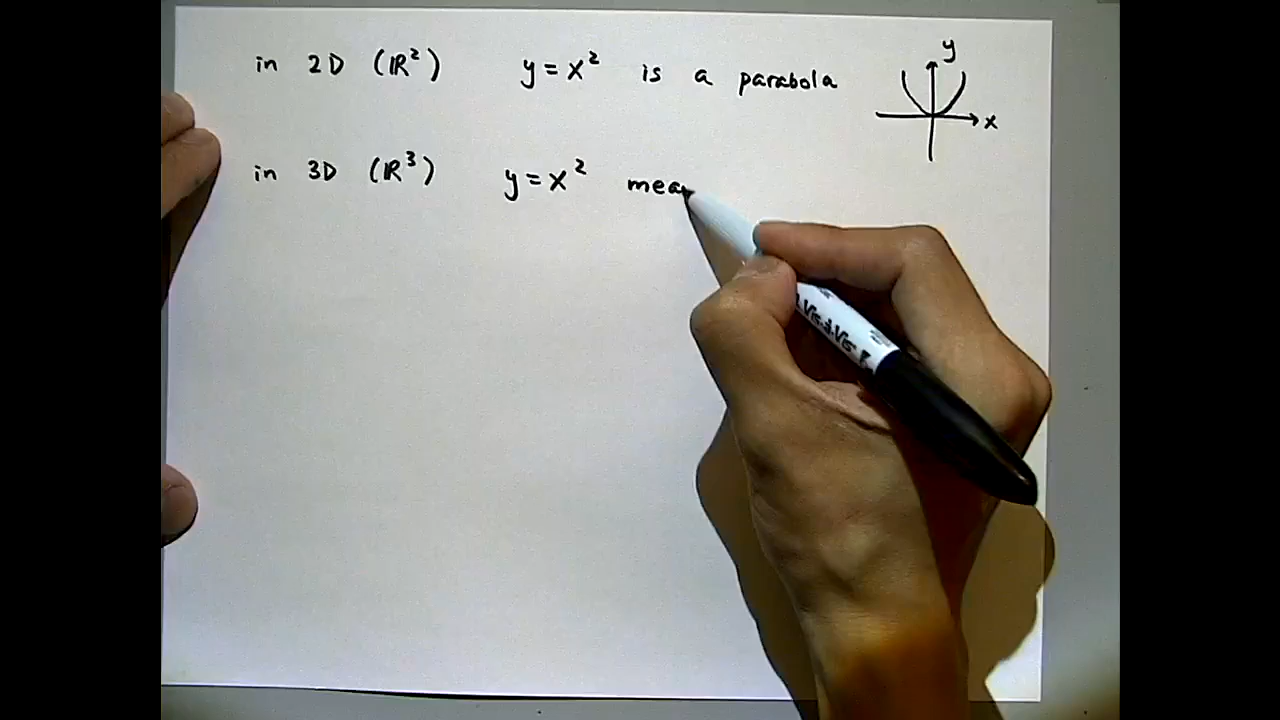 in 2D (ℝ²) y = x² is a parabola
y
x
in 3D (ℝ³) y = x² mea